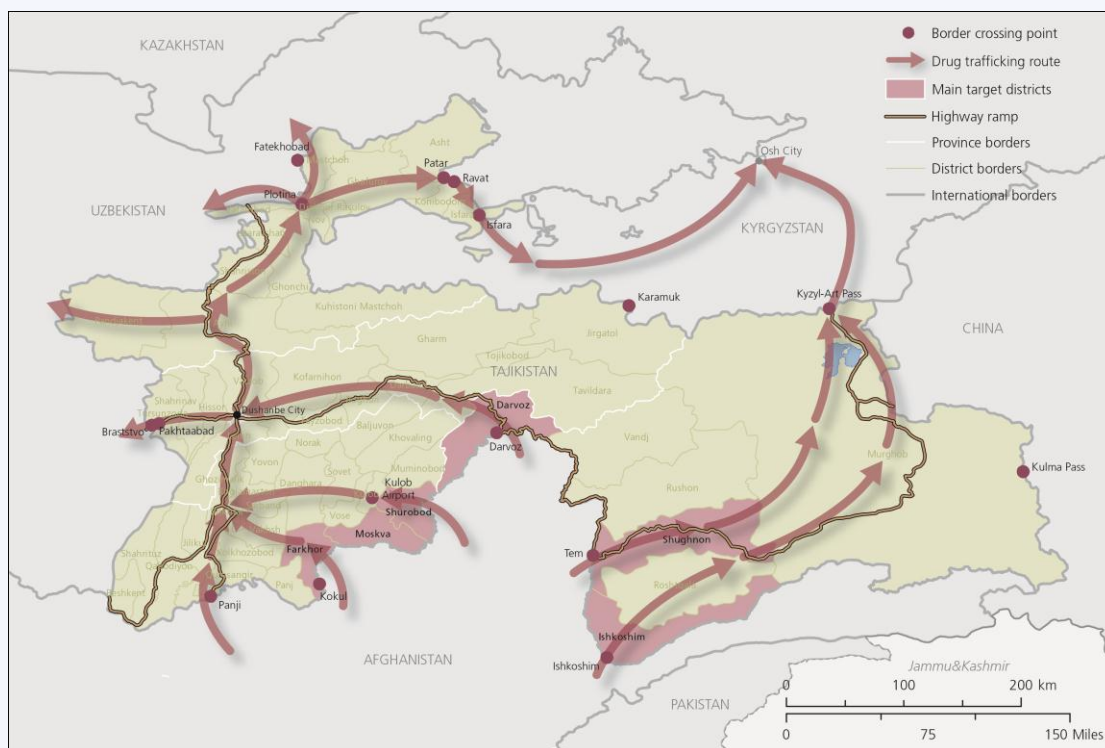 KAZAKHSTAN
Border crossing point
Drug trafficking route
Main target districts
Highway ramp
Province borders
District borders
International borders
Fatekhobad
Asht
Osh City
Patar
Ravat
Plotina
UZBEKISTAN
Isfara
Isfara
KYRGYZSTAN
Ghonchi
Kuhistoni Mastchoh
Karamuk
Kyzyl-Art Pass
CHINA
Jirgatol
Gharm
Tojikobod
TAJIKISTAN
Kofarnihon
Tavildara
Darvoz
Shahrinav
Hissor
Dushanbe City
Braststvo
Pakhtaabad
Darvoz
Baljuvon
Khovaling
Vandj
Norak
Murghob
Yovon
Sovet
Muminobod
Kulma Pass
Danghara
Kulob
Airport
Rushon
Shurobod
Vose
Moskva
Shughnon
Farkhor
Tem
Panj
Kokul
Panji
Ishkoshim
Ishkoshim
AFGHANISTAN
Jammu&Kashmir
PAKISTAN
0 100 200 km
0 75 150 Miles